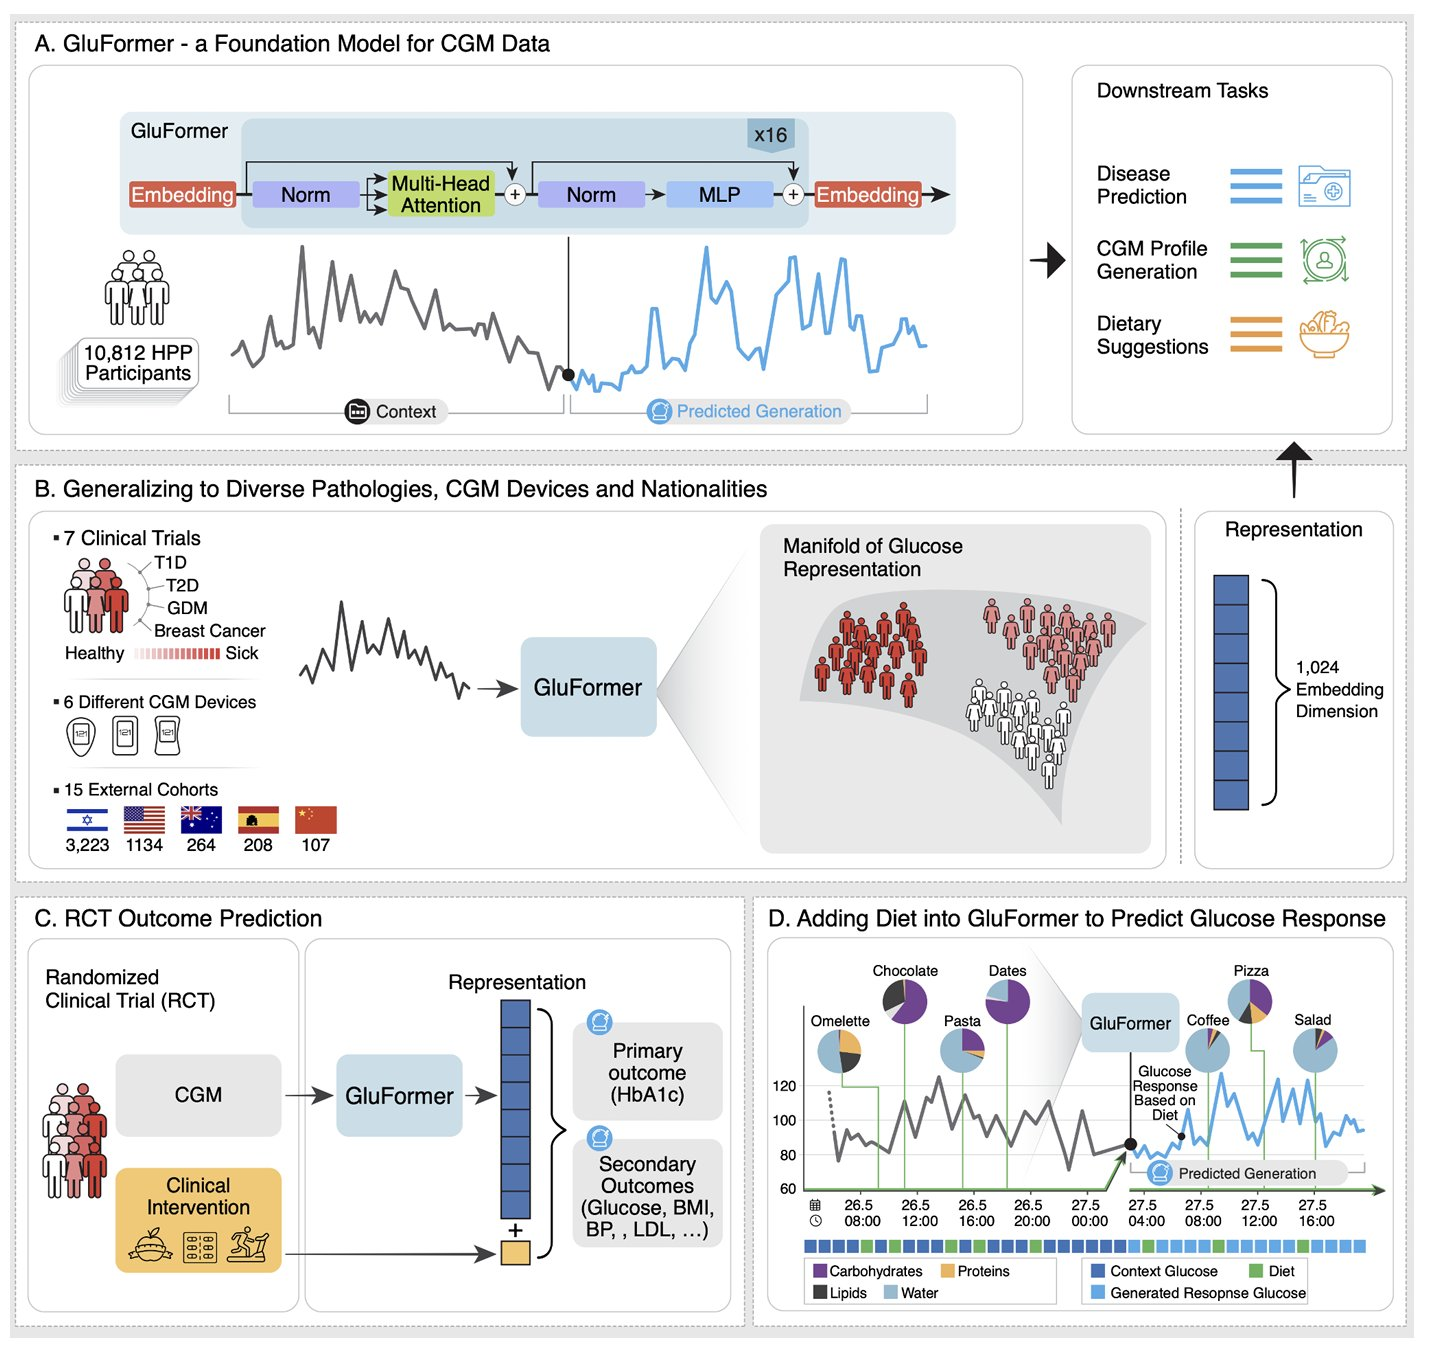 A. GluFormer - a Foundation Model for CGM Data
GluFormer
x16
Embedding
Norm
Multi-Head
Attention
+
Norm
MLP
+
Embedding
10,812 HPP
Participants
Context
Predicted Generation
Downstream Tasks
Disease
Prediction
CGM Profile
Generation
Dietary
Suggestions
B. Generalizing to Diverse Pathologies, CGM Devices and Nationalities
▪ 7 Clinical Trials
T1D
T2D
GDM
Breast Cancer
Healthy
Sick
▪ 6 Different CGM Devices
121
121
121
▪ 15 External Cohorts
3,223
1134
264
208
107
GluFormer
Manifold of Glucose
Representation
Representation
1,024
Embedding
Dimension
C. RCT Outcome Prediction
Randomized
Clinical Trial (RCT)
CGM
Clinical
Intervention
GluFormer
Representation
+
Primary
outcome
(HbA1c)
Secondary
Outcomes
(Glucose, BMI,
BP, , LDL, ...)
D. Adding Diet into GluFormer to Predict Glucose Response
Chocolate
Dates
Pizza
Omelette
Pasta
GluFormer
Coffee
Salad
Glucose
Response
Based on
Diet
120
100
80
60
Predicted Generation
26.5 26.5 26.5 26.5 27.5 27.5 27.5 27.5 27.5
08:00 12:00 16:00 20:00 00:00 04:00 08:00 12:00 16:00
Carbohydrates
Proteins
Lipids
Water
Context Glucose
Diet
Generated Resopnse Glucose